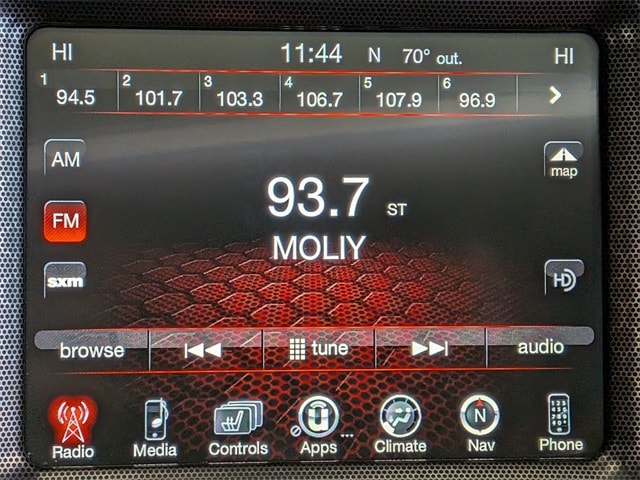 HI 11:44 N 70° out. HI
1 94.5 2 101.7 3 103.3 4 106.7 5 107.9 6 96.9
AM
map
93.7 ST
FM
MOLIY
sxm
HD
browse tune audio
Radio Media Controls Apps ... Climate N Nav Phone